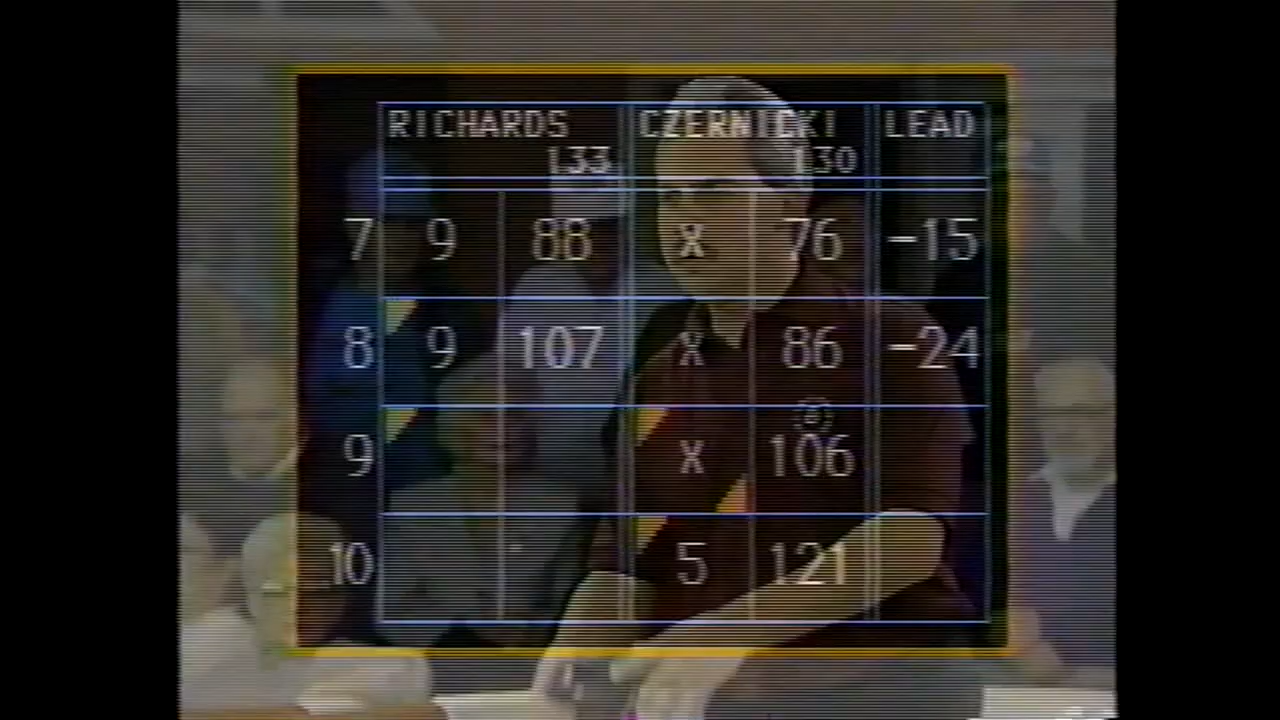 RICHARDS CZERNICKI LEAD
133 130
7 9 88 X 76 -15
8 9 107 X 86 -24
9 X 106
10 5 121